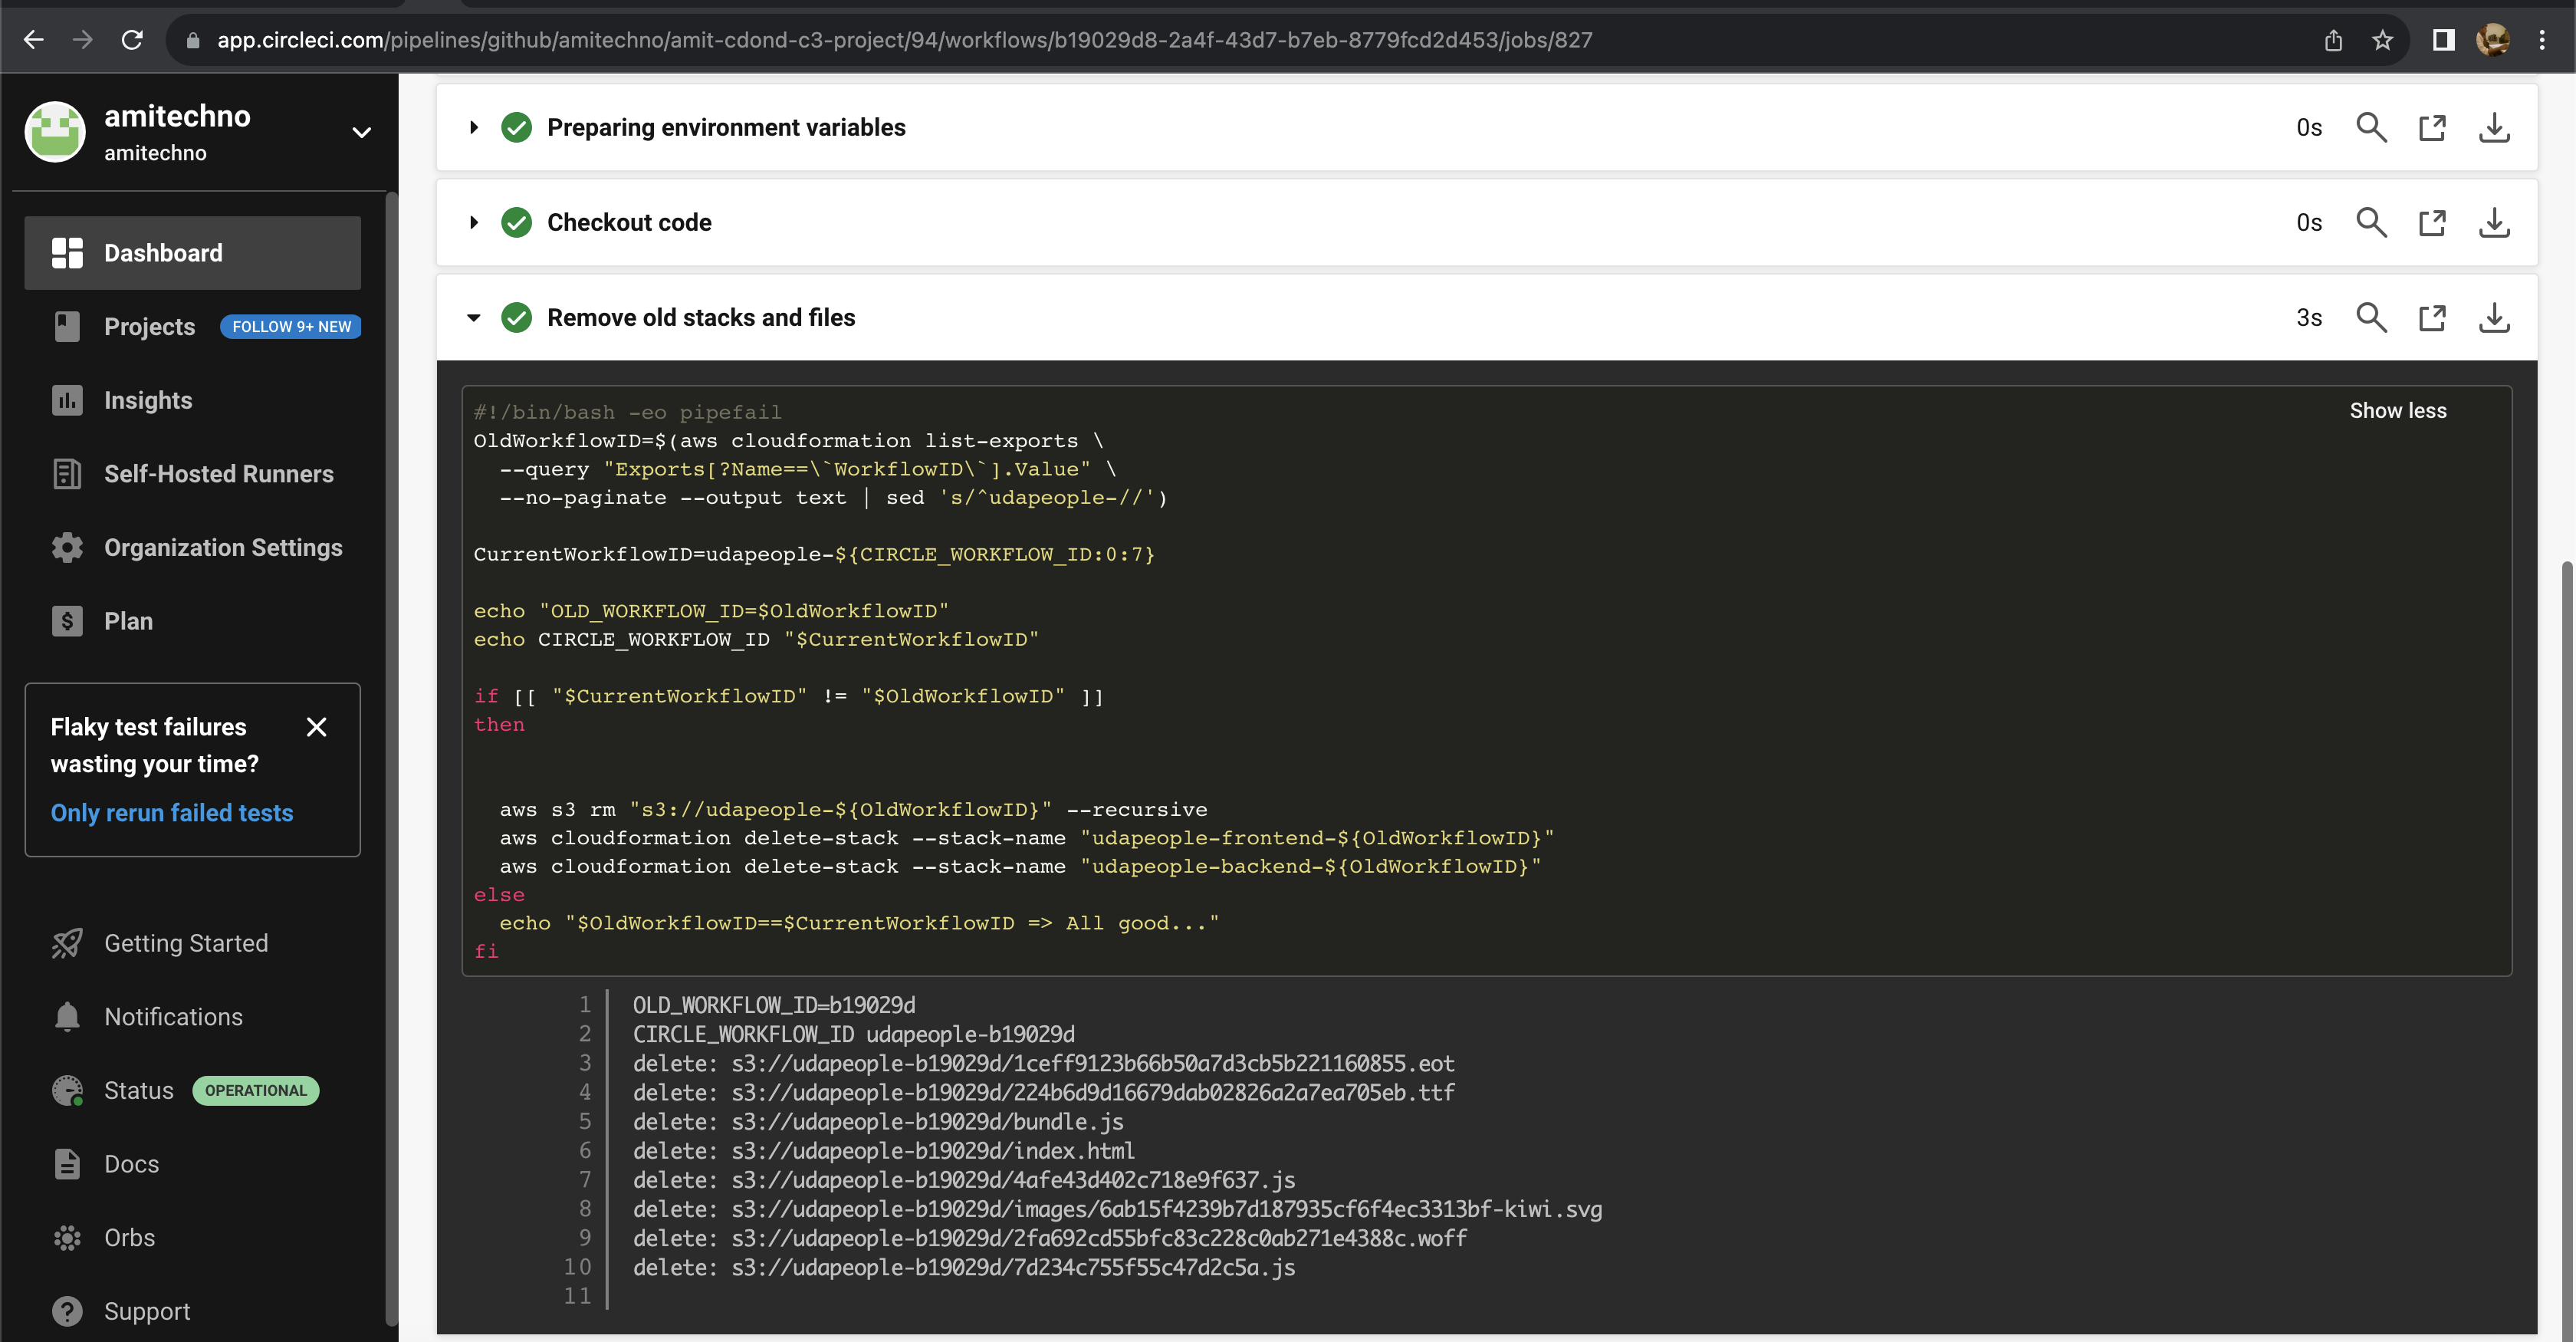 app.circleci.com/pipelines/github/amitechno/amit-cdond-c3-project/94/workflows/b19029d8-2a4f-43d7-b7eb-8779fcd2d453/jobs/827
amitechno
amitechno
Dashboard
Projects FOLLOW 9+ NEW
Insights
Self-Hosted Runners
Organization Settings
Plan
Flaky test failures
wasting your time?
Only rerun failed tests
Getting Started
Notifications
Status OPERATIONAL
Docs
Orbs
Support
Preparing environment variables 0s
Checkout code 0s
Remove old stacks and files 3s
Show less
#!/bin/bash -eo pipefail
OldWorkflowID=$(aws cloudformation list-exports \
  --query "Exports[?Name==\`WorkflowID\`].Value" \
  --no-paginate --output text | sed 's/^udapeople-//')
CurrentWorkflowID=udapeople-${CIRCLE_WORKFLOW_ID:0:7}
echo "OLD_WORKFLOW_ID=$OldWorkflowID"
echo CIRCLE_WORKFLOW_ID "$CurrentWorkflowID"
if [[ "$CurrentWorkflowID" != "$OldWorkflowID" ]]
then
  aws s3 rm "s3://udapeople-${OldWorkflowID}" --recursive
  aws cloudformation delete-stack --stack-name "udapeople-frontend-${OldWorkflowID}"
  aws cloudformation delete-stack --stack-name "udapeople-backend-${OldWorkflowID}"
else
  echo "$OldWorkflowID==$CurrentWorkflowID => All good..."
fi
1 OLD_WORKFLOW_ID=b19029d
2 CIRCLE_WORKFLOW_ID udapeople-b19029d
3 delete: s3://udapeople-b19029d/1ceff9123b66b50a7d3cb5b221160855.eot
4 delete: s3://udapeople-b19029d/224b6d9d16679dab02826a2a7ea705eb.ttf
5 delete: s3://udapeople-b19029d/bundle.js
6 delete: s3://udapeople-b19029d/index.html
7 delete: s3://udapeople-b19029d/4afe43d402c718e9f637.js
8 delete: s3://udapeople-b19029d/images/6ab15f4239b7d187935cf6f4ec3313bf-kiwi.svg
9 delete: s3://udapeople-b19029d/2fa692cd55bfc83c228c0ab271e4388c.woff
10 delete: s3://udapeople-b19029d/7d234c755f55c47d2c5a.js
11